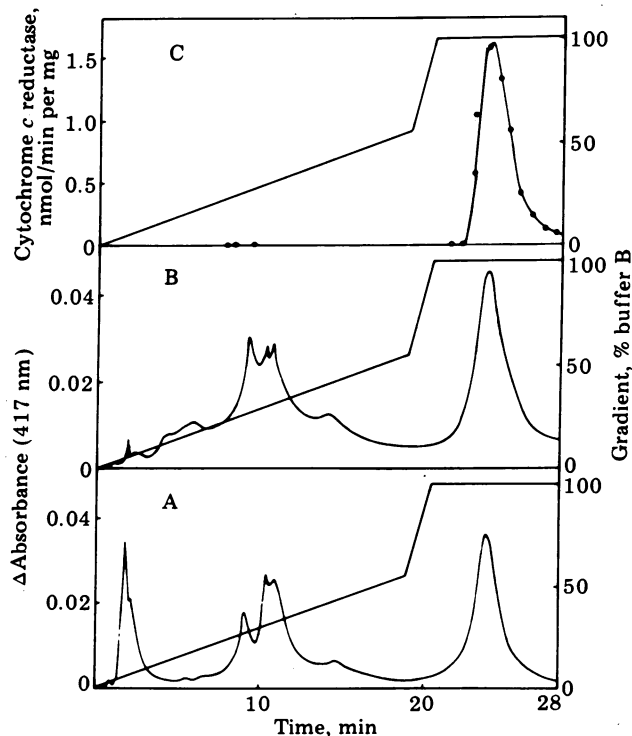 Cytochrome c reductase,
nmol/min per mg
C
1.5
1.0
0.5
0
100
50
0
B
0.04
0.02
0
100
50
0
Gradient, % buffer B
ΔAbsorbance (417 nm)
A
0.04
0.02
0
100
50
0
10
20
28
Time, min